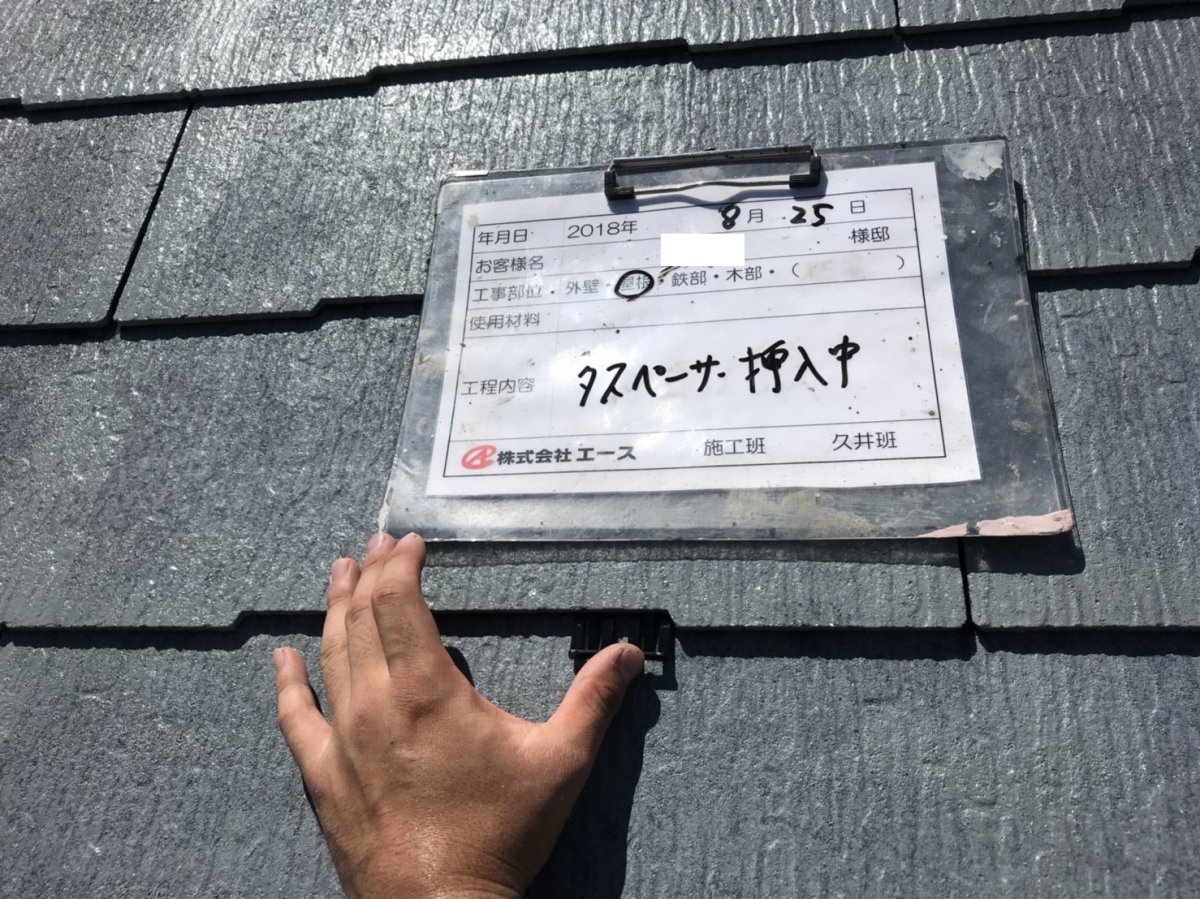 年月日 2018年 8月 25日
お客様名 様邸
工事部位・外壁・屋根・鉄部・木部・( )
使用材料
工程内容 タスペーサー押入中
株式会社エース 施工班 久井班